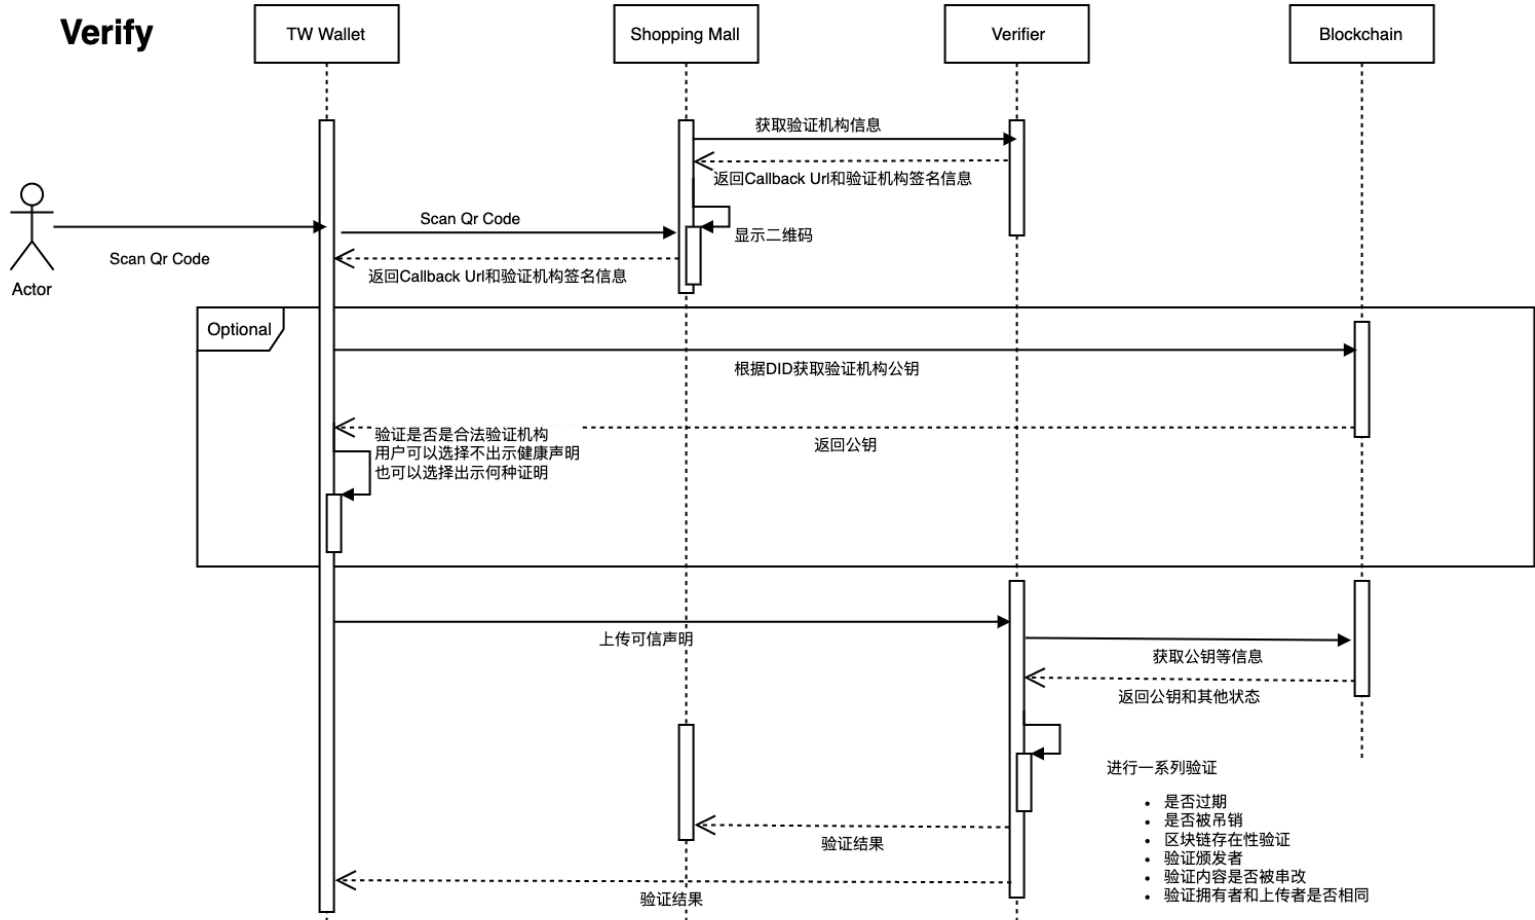 Verify
TW Wallet
Shopping Mall
Verifier
Blockchain
获取验证机构信息
返回Callback Url和验证机构签名信息
Scan Qr Code
显示二维码
Scan Qr Code
返回Callback Url和验证机构签名信息
Actor
Optional
根据DID获取验证机构公钥
验证是否是合法验证机构
用户可以选择不出示健康声明
也可以选择出示何种证明
返回公钥
上传可信声明
获取公钥等信息
返回公钥和其他状态
进行一系列验证
• 是否过期
• 是否被吊销
• 区块链存在性验证
• 验证颁发者
• 验证内容是否被串改
• 验证拥有者和上传者是否相同
验证结果
验证结果